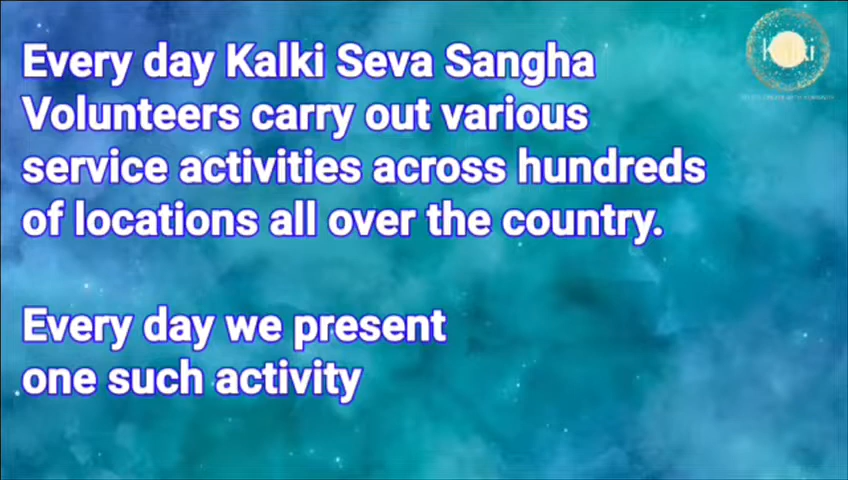 Kalki
Every day Kalki Seva Sangha
Volunteers carry out various
service activities across hundreds
of locations all over the country.
Every day we present
one such activity